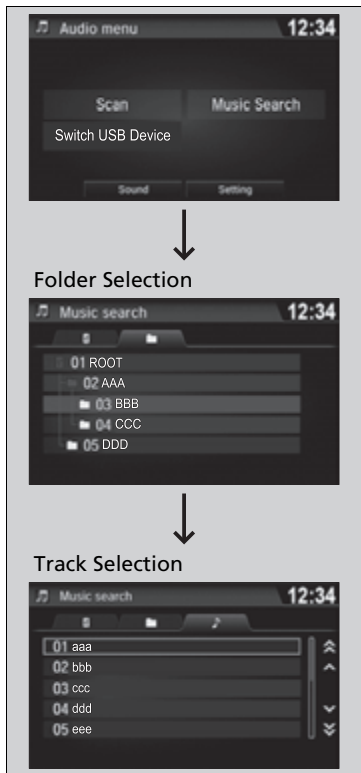 Audio menu 12:34
Scan Music Search
Switch USB Device
Sound Setting
Folder Selection
Music search 12:34
01 ROOT
02 AAA
03 BBB
04 CCC
05 DDD
Track Selection
Music search 12:34
01 aaa
02 bbb
03 ccc
04 ddd
05 eee